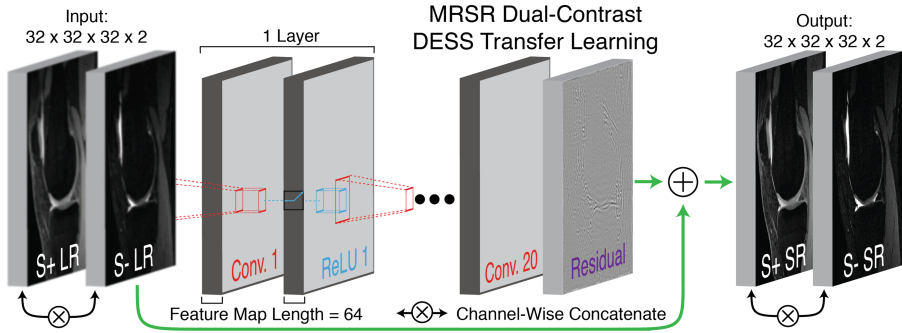 Input:
32 x 32 x 32 x 2
1 Layer
MRSR Dual-Contrast
DESS Transfer Learning
Output:
32 x 32 x 32 x 2
S+ LR
S- LR
Conv. 1
ReLU 1
Conv. 20
Residual
S+ SR
S- SR
Feature Map Length = 64
Channel-Wise Concatenate